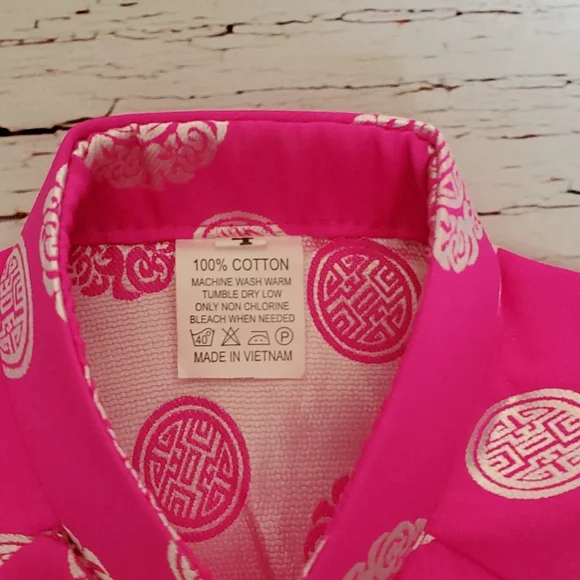 100% COTTON
MACHINE WASH WARM
TUMBLE DRY LOW
ONLY NON CHLORINE
BLEACH WHEN NEEDED
40° P
MADE IN VIETNAM